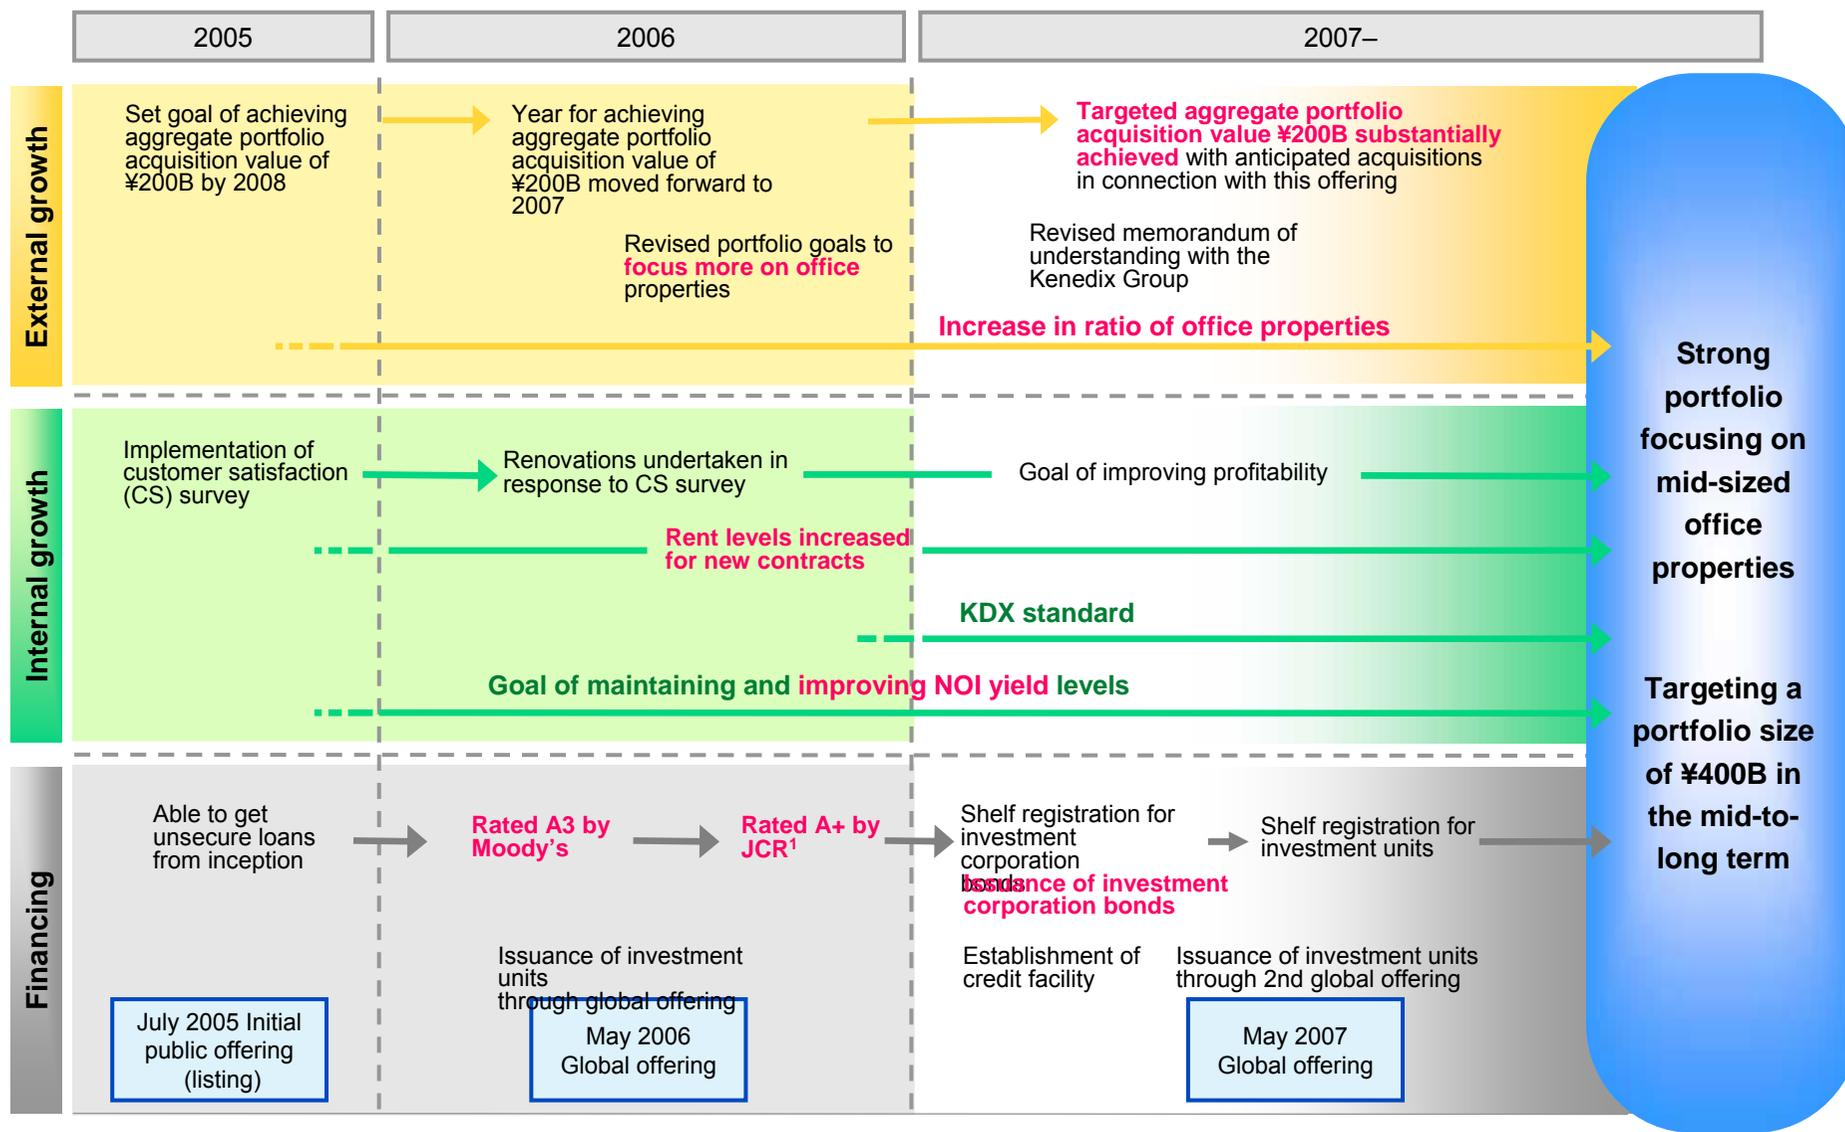 2005
2006
2007–
External growth
Set goal of achieving
aggregate portfolio
acquisition value of
¥200B by 2008
Year for achieving
aggregate portfolio
acquisition value of
¥200B moved forward to
2007
Revised portfolio goals to
focus more on office
properties
Targeted aggregate portfolio
acquisition value ¥200B substantially
achieved with anticipated acquisitions
in connection with this offering
Revised memorandum of
understanding with the
Kenedix Group
Increase in ratio of office properties
Internal growth
Implementation of
customer satisfaction
(CS) survey
Renovations undertaken in
response to CS survey
Goal of improving profitability
Rent levels increased
for new contracts
KDX standard
Goal of maintaining and improving NOI yield levels
Financing
Able to get
unsecure loans
from inception
Rated A3 by
Moody’s
Rated A+ by
JCR¹
Shelf registration for
investment
corporation
bonds
Issuance of investment
corporation bonds
Shelf registration for
investment units
Issuance of investment
units
through global offering
Establishment of
credit facility
Issuance of investment units
through 2nd global offering
July 2005 Initial
public offering
(listing)
May 2006
Global offering
May 2007
Global offering
Strong
portfolio
focusing on
mid-sized
office
properties
Targeting a
portfolio size
of ¥400B in
the mid-to-
long term